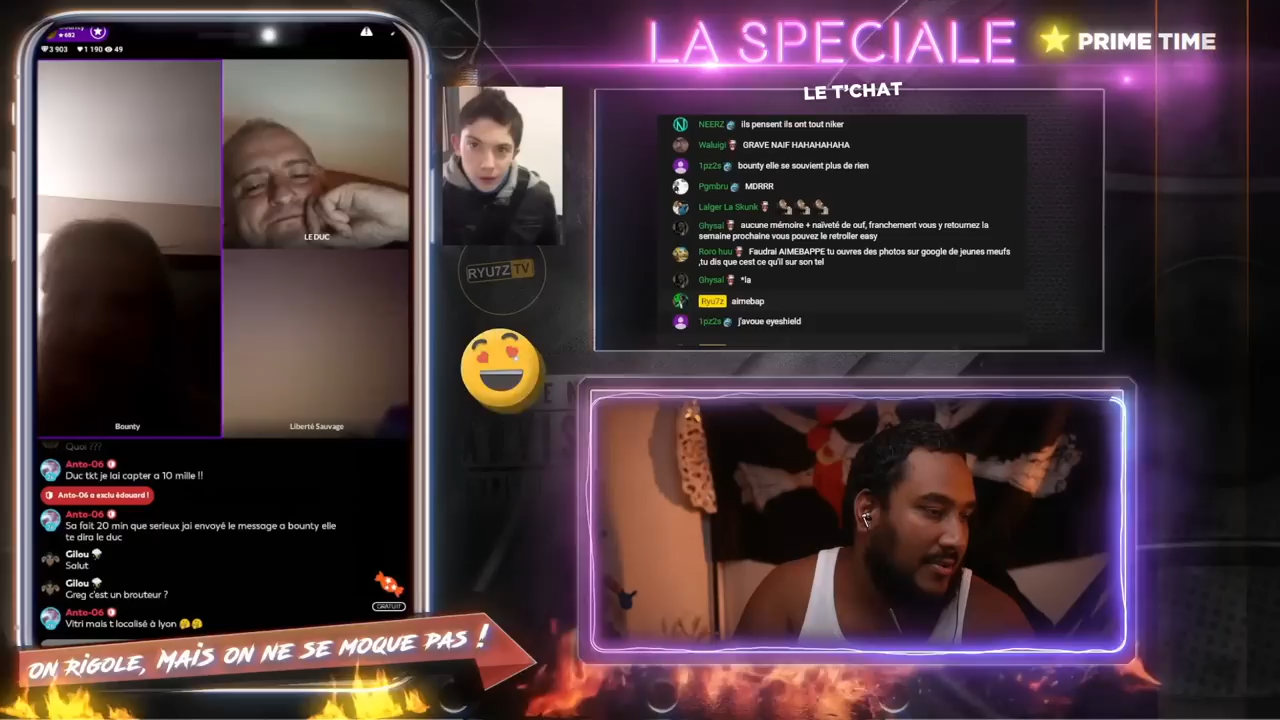 ★682
3 903 1 190 49
LE DUC
Bounty
Liberté Sauvage
Quoi ???
Anto-06
Duc tkt je lai capter a 10 mille !!
Anto-06 a exclu édouard !
Anto-06
Sa fait 20 min que serieux jai envoyé le message a bounty elle
te dira le duc
Gilou
Salut
Gilou
Greg c'est un brouteur ?
Anto-06
Vitri mais t localisé à lyon
GRATUIT
ON RIGOLE, MAIS ON NE SE MOQUE PAS !
RYU7Z TV
LA SPECIALE
PRIME TIME
LE T'CHAT
NEERZ ils pensent ils ont tout niker
Waluigi GRAVE NAIF HAHAHAHAHA
1pz2s bounty elle se souvient plus de rien
Pgmbru MDRRR
Lalger La Skunk
Ghysal aucune mémoire + naïveté de ouf, franchement vous y retournez la
semaine prochaine vous pouvez le retroller easy
Roro huu Faudrai AIMEBAPPE tu ouvres des photos sur google de jeunes meufs
,tu dis que cest ce qu'il sur son tel
Ghysal *la
Ryu7z aimebap
1pz2s j'avoue eyeshield